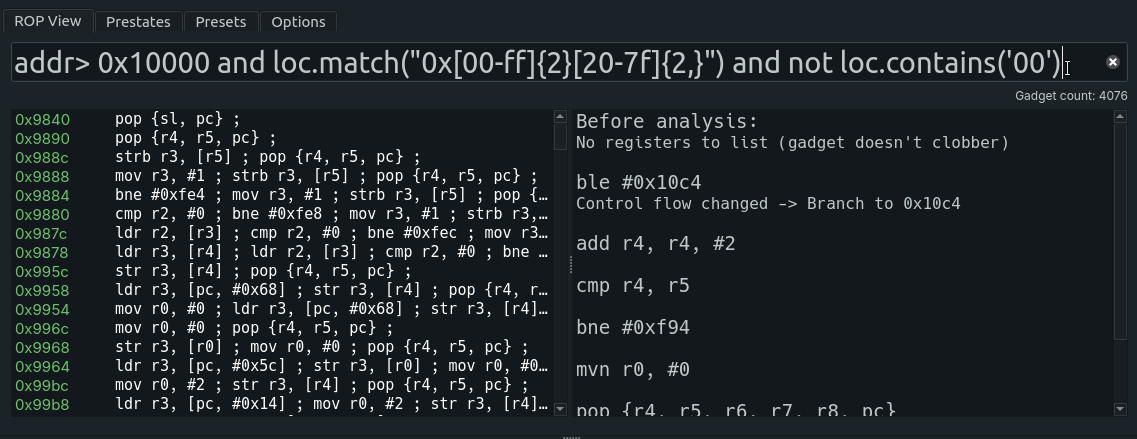 ROP View
Prestates
Presets
Options
addr> 0x10000 and loc.match("0x[00-ff]{2}[20-7f]{2,}") and not loc.contains('00')
Gadget count: 4076
0x9840 pop {sl, pc} ;
0x9890 pop {r4, r5, pc} ;
0x988c strb r3, [r5] ; pop {r4, r5, pc} ;
0x9888 mov r3, #1 ; strb r3, [r5] ; pop {r4, r5, pc} ;
0x9884 bne #0xfe4 ; mov r3, #1 ; strb r3, [r5] ; pop {…
0x9880 cmp r2, #0 ; bne #0xfe8 ; mov r3, #1 ; strb r3,…
0x987c ldr r2, [r3] ; cmp r2, #0 ; bne #0xfec ; mov r3…
0x9878 ldr r3, [r4] ; ldr r2, [r3] ; cmp r2, #0 ; bne …
0x995c str r3, [r4] ; pop {r4, r5, pc} ;
0x9958 ldr r3, [pc, #0x68] ; str r3, [r4] ; pop {r4, r…
0x9954 mov r0, #0 ; ldr r3, [pc, #0x68] ; str r3, [r4]…
0x996c mov r0, #0 ; pop {r4, r5, pc} ;
0x9968 str r3, [r0] ; mov r0, #0 ; pop {r4, r5, pc} ;
0x9964 ldr r3, [pc, #0x5c] ; str r3, [r0] ; mov r0, #0…
0x99bc mov r0, #2 ; str r3, [r4] ; pop {r4, r5, pc} ;
0x99b8 ldr r3, [pc, #0x14] ; mov r0, #2 ; str r3, [r4]…
Before analysis:
No registers to list (gadget doesn't clobber)
ble #0x10c4
Control flow changed -> Branch to 0x10c4
add r4, r4, #2
cmp r4, r5
bne #0xf94
mvn r0, #0
pop {r4, r5, r6, r7, r8, pc}